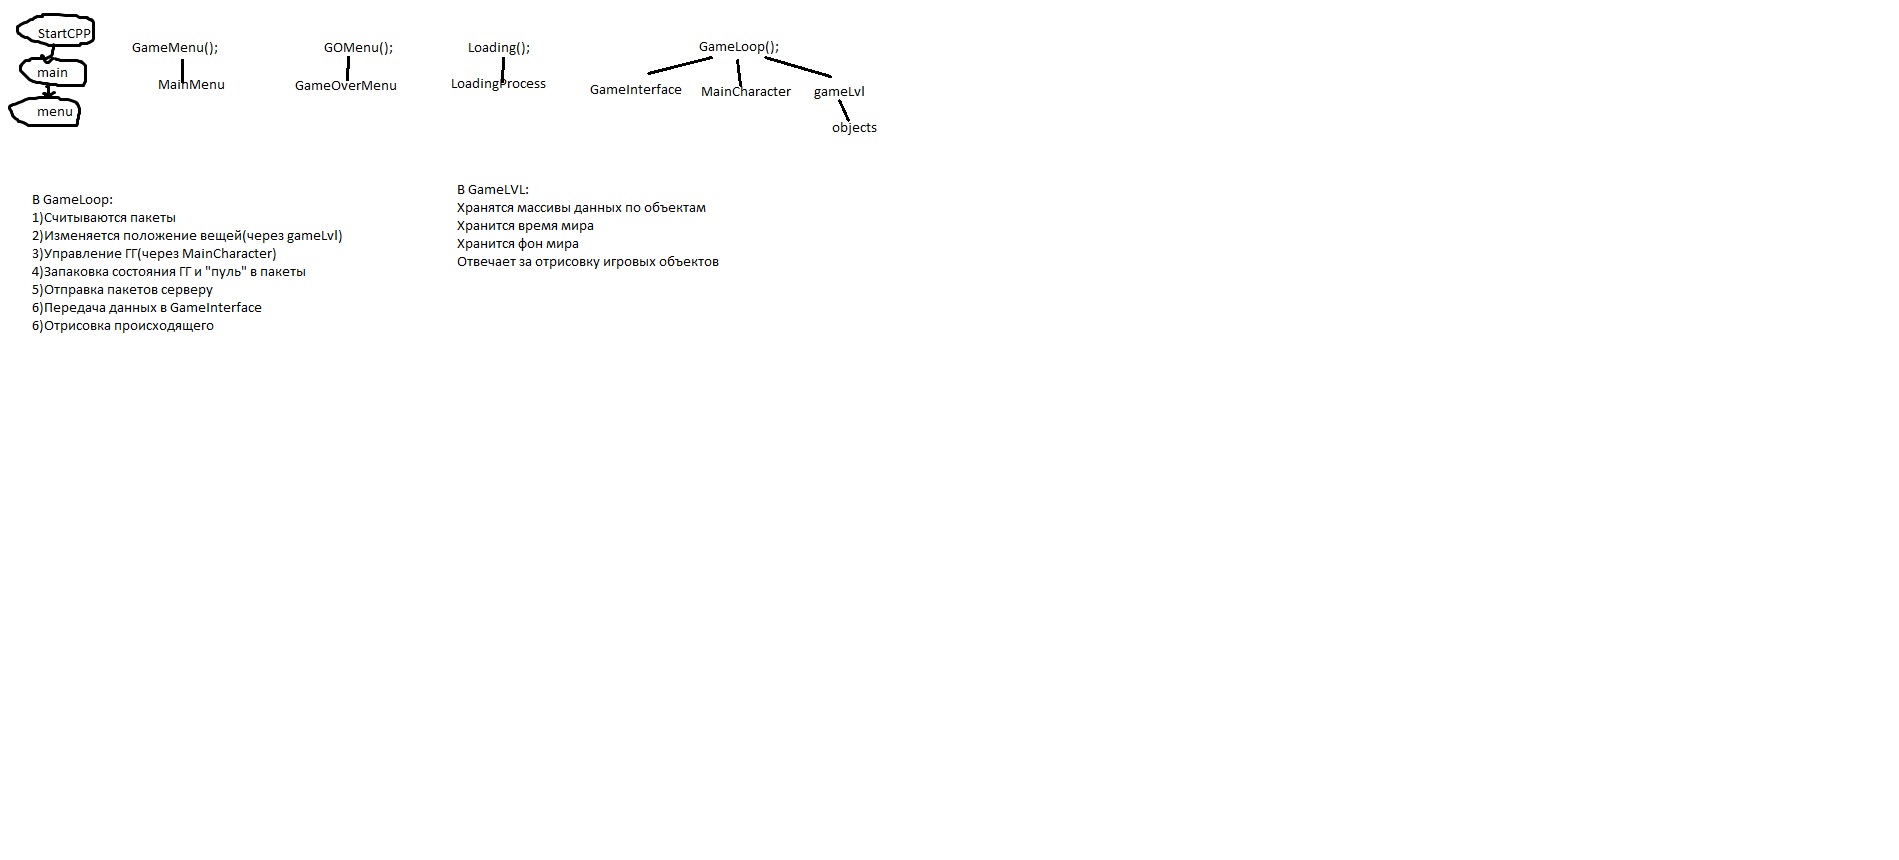 StartCPP
main
menu
GameMenu();
MainMenu
GOMenu();
GameOverMenu
Loading();
LoadingProcess
GameLoop();
GameInterface
MainCharacter
gameLvl
objects
В GameLoop:
1)Считываются пакеты
2)Изменяется положение вещей(через gameLvl)
3)Управление ГГ(через MainCharacter)
4)Запаковка состояния ГГ и "пуль" в пакеты
5)Отправка пакетов серверу
6)Передача данных в GameInterface
6)Отрисовка происходящего
В GameLVL:
Хранятся массивы данных по объектам
Хранится время мира
Хранится фон мира
Отвечает за отрисовку игровых объектов